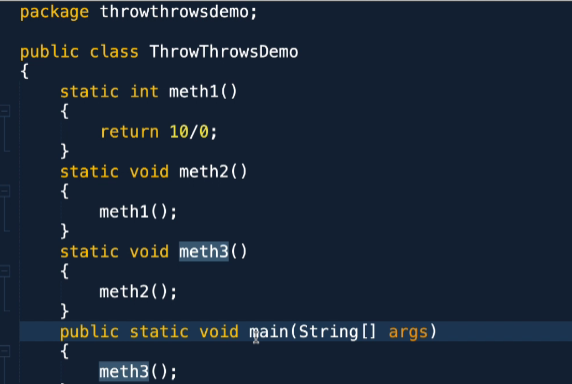 package throwthrowsdemo;
public class ThrowThrowsDemo
{
static int meth1()
{
return 10/0;
}
static void meth2()
{
meth1();
}
static void meth3()
{
meth2();
}
public static void main(String[] args)
{
meth3();